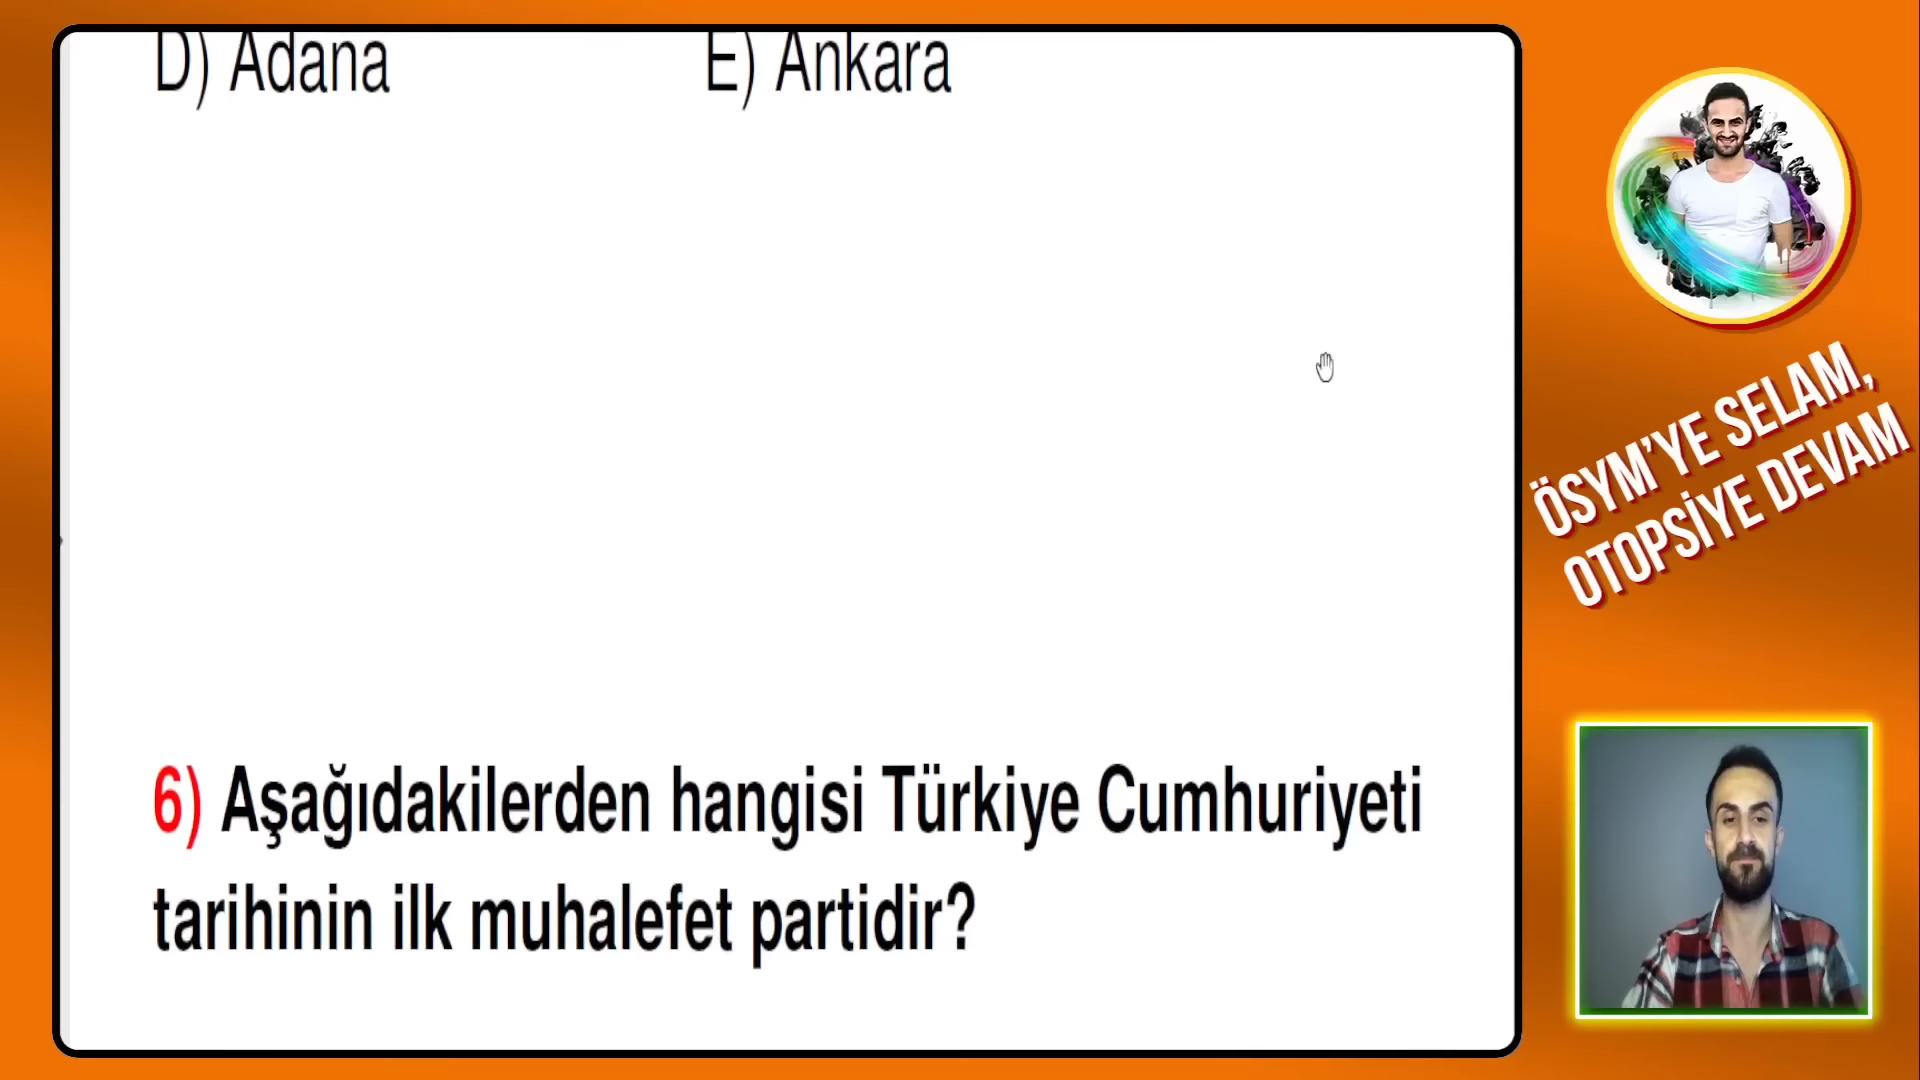 D) Adana E) Ankara
6) Aşağıdakilerden hangisi Türkiye Cumhuriyeti
tarihinin ilk muhalefet partidir?
ÖSYM'YE SELAM,
OTOPSİYE DEVAM